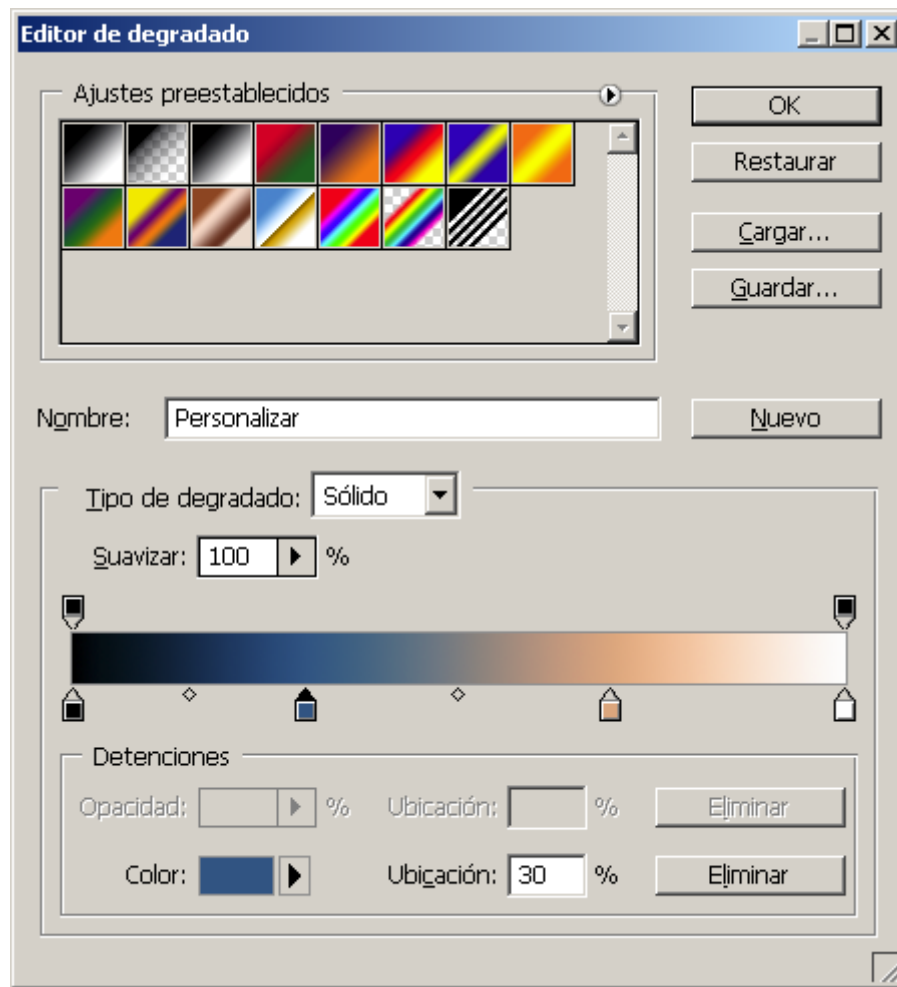 Editor de degradado
Ajustes preestablecidos
OK
Restaurar
Cargar...
Guardar...
Nombre: Personalizar
Nuevo
Tipo de degradado: Sólido
Suavizar: 100 %
Detenciones
Opacidad: % Ubicación: % Eliminar
Color: Ubicación: 30 % Eliminar